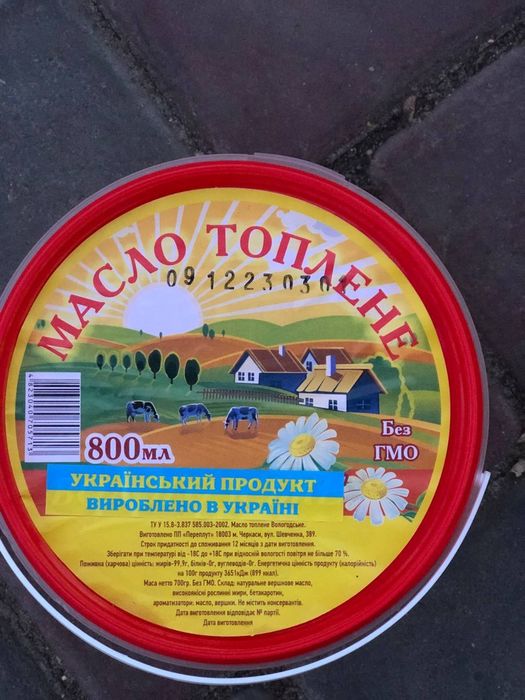 МАСЛО ТОПЛЕНЕ
0912230301
4823040705713
800мл
Без
ГМО
УКРАЇНСЬКИЙ ПРОДУКТ
ВИРОБЛЕНО В УКРАЇНІ
ТУ У 15.8-3.837 585.003-2002. Масло топлене Вологодське.
Виготовлено ПП «Переплут» 18003 м. Черкаси, вул. Шевченка, 389.
Строк придатності до споживання 12 місяців з дати виготовлення.
Зберігати при температурі від -18С до +18С при відносній вологості повітря не більше 70 %.
Поживна (харчова) цінність: жирів-99,9г, білків-0г, вуглеводів-0г. Енергетична цінність продукту (калорійність)
на 100г продукту 3651кДж (899 ккал).
Маса нетто 700гр. Без ГМО. Склад: натуральне вершкове масло,
високоякісні рослинні жири, бетакаротин,
ароматизатори: масло, вершки. Не містить консервантів.
Дата виготовлення відповідає № партії.
Дата виготовлення